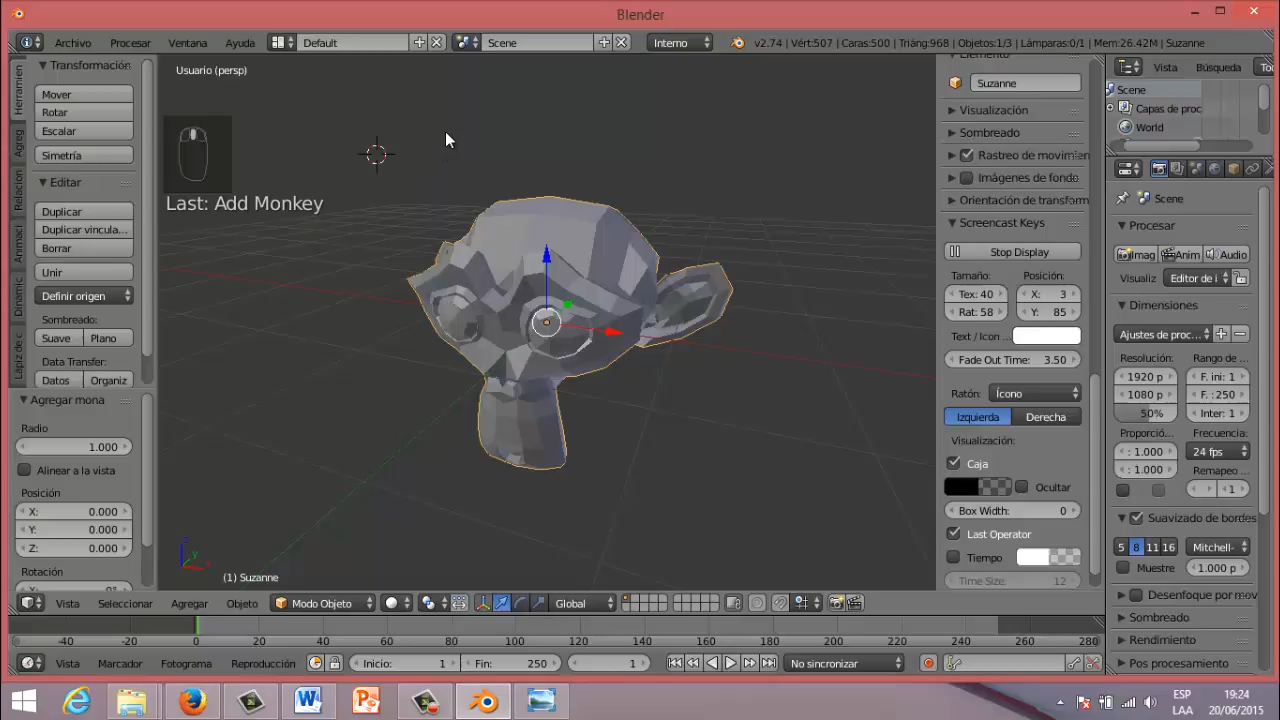 Blender
Archivo Procesar Ventana Ayuda Default Scene Interno v2.74 | Vért:507 | Caras:500 | Triáng:968 | Objetos:1/3 | Lámparas:0/1 | Mem:26.42M | Suzanne
Transformación
Mover
Rotar
Escalar
Simetría
Editar
Duplicar
Duplicar vincula...
Borrar
Unir
Definir origen
Sombreado:
Suave Plano
Data Transfer:
Datos Organiz
Herramien
Agreg
Relacion
Animaci
Dinamic
Lápiz de c
Agregar mona
Radio
1.000
Alinear a la vista
Posición
X: 0.000
Y: 0.000
Z: 0.000
Rotación
Usuario (persp)
Last: Add Monkey
(1) Suzanne
Elemento
Suzanne
Visualización
Sombreado
Rastreo de movimien
Imágenes de fondo
Orientación de transform
Screencast Keys
Stop Display
Tamaño: Posición:
Tex: 40 X: 3
Rat: 58 Y: 85
Text / Icon
Fade Out Time: 3.50
Ratón: Ícono
Izquierda Derecha
Visualización:
Caja
Ocultar
Box Width: 0
Last Operator
Tiempo
Time Size: 12
Vista Búsqueda To
Scene
Capas de proc
World
Scene
Procesar
Imag Anim Audio
Visualiz Editor de i
Dimensiones
Ajustes de proc...
Resolución: Rango de
1920 p F. ini: 1
1080 p F. :250
50% Inter: 1
Proporció... Frecuencia:
: 1.000 24 fps
: 1.000 Remapeo
1
Suavizado de bordes
5 8 11 16 Mitchell-
Muestre 1.000 p
Desenfoque por mov
Sombreado
Rendimiento
Pos procesamiento
Vista Seleccionar Agregar Objeto Modo Objeto Global
-40 -20 0 20 40 60 80 100 120 140 160 180 200 220 240 260 280
Vista Marcador Fotograma Reproducción Inicio: 1 Fin: 250 1 No sincronizar
ESP 19:24
LAA 20/06/2015